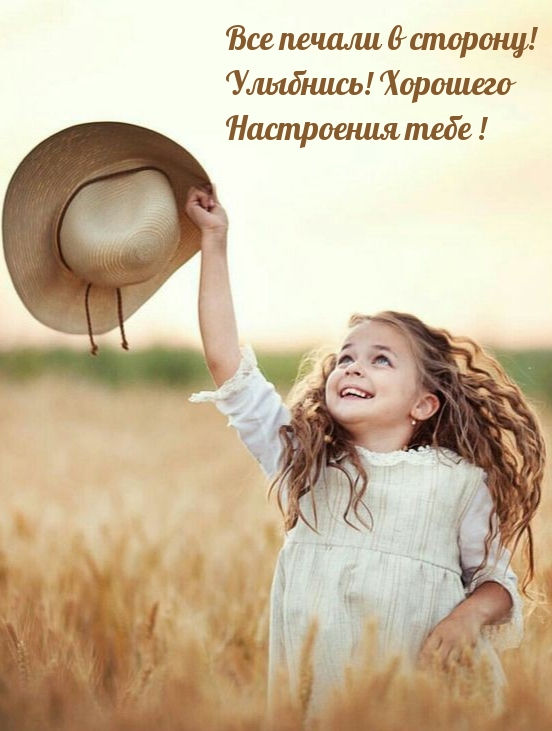 Все печали в сторону!
Улыбнись! Хорошего
Настроения тебе !